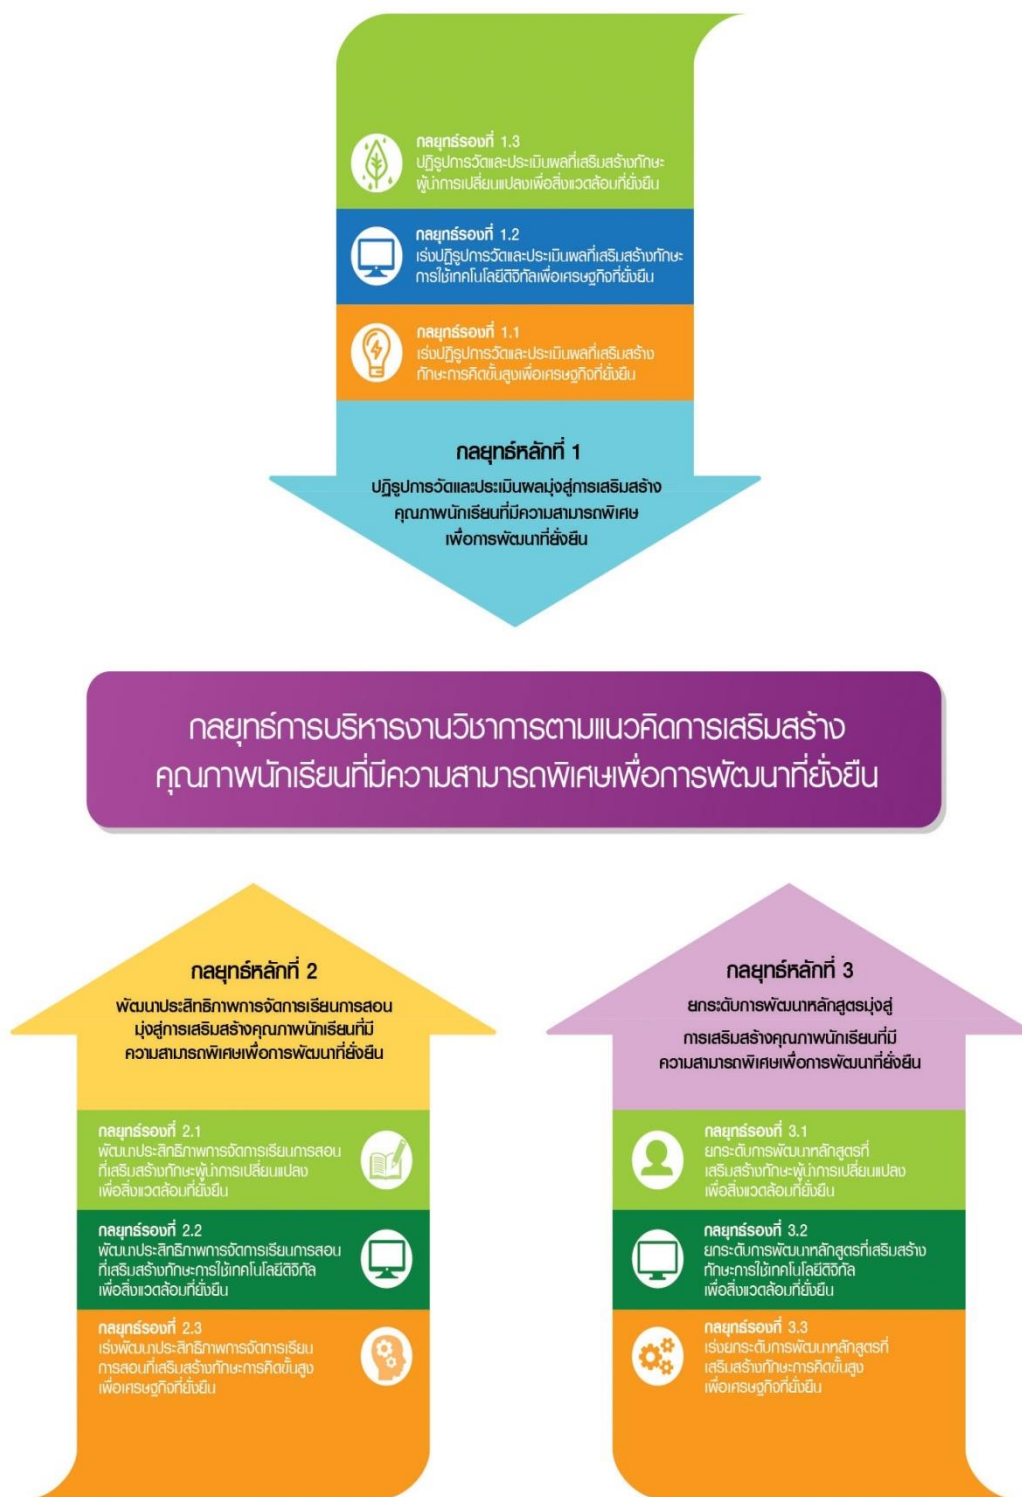 กลยุทธ์รองที่ 1.3
ปฏิรูปการวัดและประเมินผลที่เสริมสร้างทักษะ
ผู้นำการเปลี่ยนแปลงเพื่อสิ่งแวดล้อมที่ยั่งยืน
กลยุทธ์รองที่ 1.2
เร่งปฏิรูปการวัดและประเมินผลที่เสริมสร้างทักษะ
การใช้เทคโนโลยีดิจิทัลเพื่อเศรษฐกิจที่ยั่งยืน
กลยุทธ์รองที่ 1.1
เร่งปฏิรูปการวัดและประเมินผลที่เสริมสร้าง
ทักษะการคิดขั้นสูงเพื่อเศรษฐกิจที่ยั่งยืน
กลยุทธ์หลักที่ 1
ปฏิรูปการวัดและประเมินผลมุ่งสู่การเสริมสร้าง
คุณภาพนักเรียนที่มีความสามารถพิเศษ
เพื่อการพัฒนาที่ยั่งยืน
กลยุทธ์การบริหารงานวิชาการตามแนวคิดการเสริมสร้าง
คุณภาพนักเรียนที่มีความสามารถพิเศษเพื่อการพัฒนาที่ยั่งยืน
กลยุทธ์หลักที่ 2
พัฒนาประสิทธิภาพการจัดการเรียนการสอน
มุ่งสู่การเสริมสร้างคุณภาพนักเรียนที่มี
ความสามารถพิเศษเพื่อการพัฒนาที่ยั่งยืน
กลยุทธ์รองที่ 2.1
พัฒนาประสิทธิภาพการจัดการเรียนการสอน
ที่เสริมสร้างทักษะผู้นำการเปลี่ยนแปลง
เพื่อสิ่งแวดล้อมที่ยั่งยืน
กลยุทธ์รองที่ 2.2
พัฒนาประสิทธิภาพการจัดการเรียนการสอน
ที่เสริมสร้างทักษะการใช้เทคโนโลยีดิจิทัล
เพื่อสิ่งแวดล้อมที่ยั่งยืน
กลยุทธ์รองที่ 2.3
เร่งพัฒนาประสิทธิภาพการจัดการเรียน
การสอนที่เสริมสร้างทักษะการคิดขั้นสูง
เพื่อเศรษฐกิจที่ยั่งยืน
กลยุทธ์หลักที่ 3
ยกระดับการพัฒนาหลักสูตรมุ่งสู่
การเสริมสร้างคุณภาพนักเรียนที่มี
ความสามารถพิเศษเพื่อการพัฒนาที่ยั่งยืน
กลยุทธ์รองที่ 3.1
ยกระดับการพัฒนาหลักสูตรที่
เสริมสร้างทักษะผู้นำการเปลี่ยนแปลง
เพื่อสิ่งแวดล้อมที่ยั่งยืน
กลยุทธ์รองที่ 3.2
ยกระดับการพัฒนาหลักสูตรที่เสริมสร้าง
ทักษะการใช้เทคโนโลยีดิจิทัล
เพื่อสิ่งแวดล้อมที่ยั่งยืน
กลยุทธ์รองที่ 3.3
เร่งยกระดับการพัฒนาหลักสูตรที่
เสริมสร้างทักษะการคิดขั้นสูง
เพื่อเศรษฐกิจที่ยั่งยืน